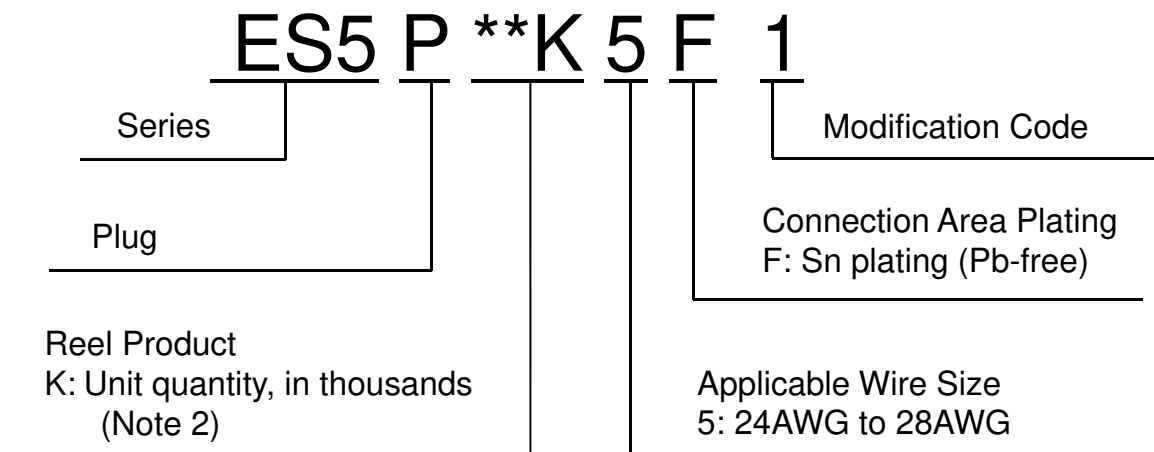 ES5 P **K 5 F 1
Series
Modification Code
Plug
Connection Area Plating
F: Sn plating (Pb-free)
Reel Product
K: Unit quantity, in thousands
(Note 2)
Applicable Wire Size
5: 24AWG to 28AWG